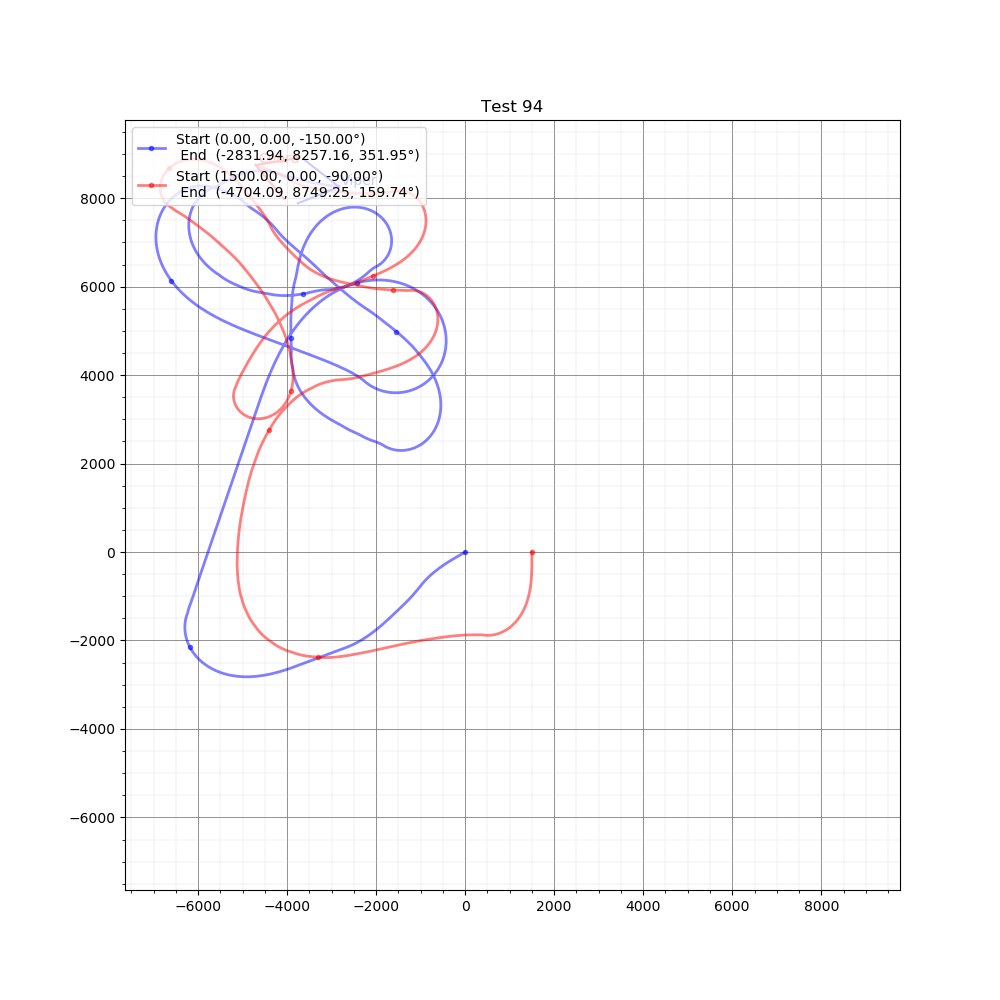 Test 94
Start (0.00, 0.00, -150.00°)
End (-2831.94, 8257.16, 351.95°)
Start (1500.00, 0.00, -90.00°)
End (-4704.09, 8749.25, 159.74°)
8000
6000
4000
2000
0
−2000
−4000
−6000
−6000 −4000 −2000 0 2000 4000 6000 8000